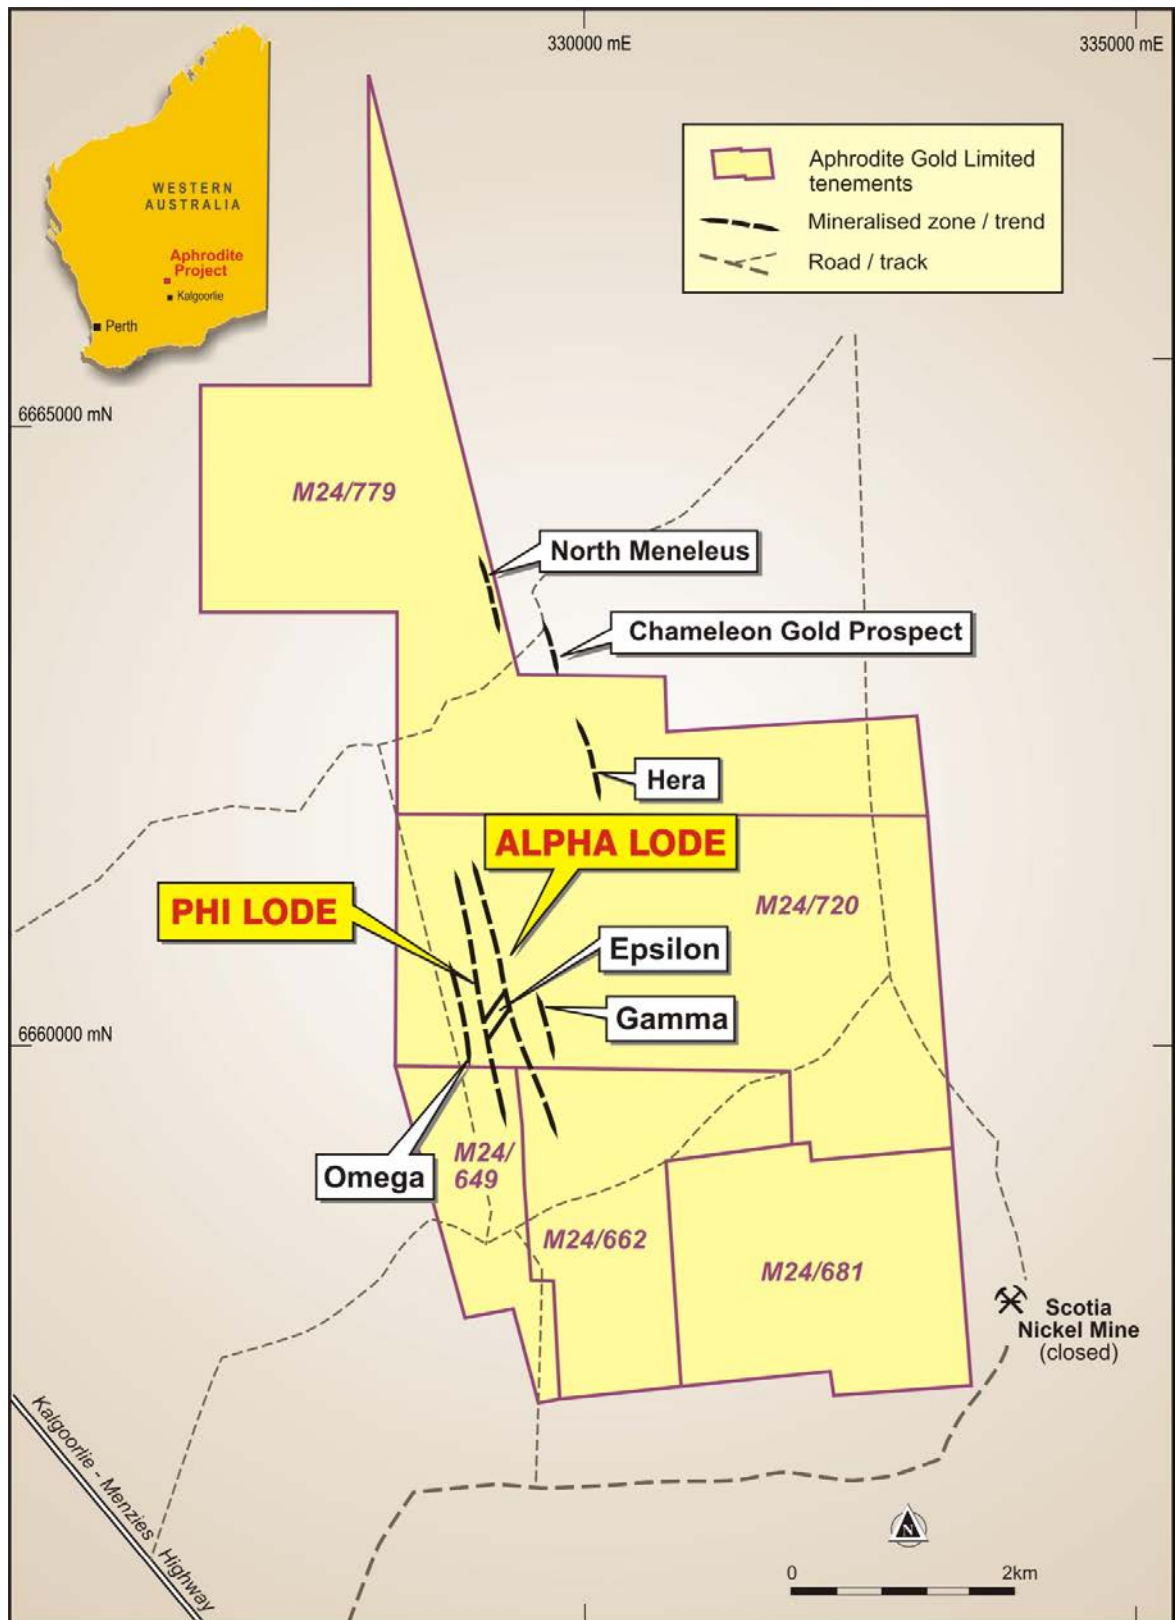 330000 mE
335000 mE
WESTERN
AUSTRALIA
Aphrodite
Project
Kalgoorlie
Perth
Aphrodite Gold Limited
tenements
Mineralised zone / trend
Road / track
6665000 mN
M24/779
North Meneleus
Chameleon Gold Prospect
Hera
ALPHA LODE
PHI LODE
M24/720
Epsilon
Gamma
6660000 mN
Omega
M24/
649
M24/662
M24/681
Scotia
Nickel Mine
(closed)
Kalgoorlie - Menzies Highway
N
0
2km